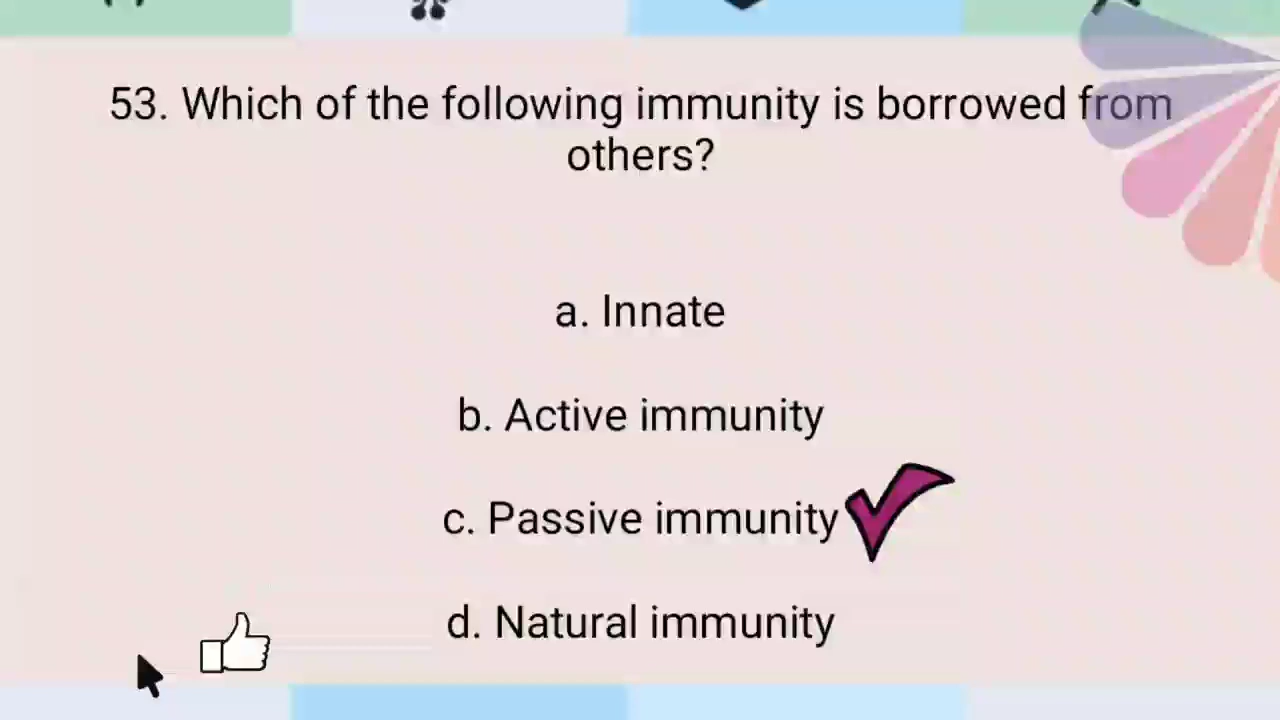 53. Which of the following immunity is borrowed from
others?
a. Innate
b. Active immunity
c. Passive immunity
d. Natural immunity